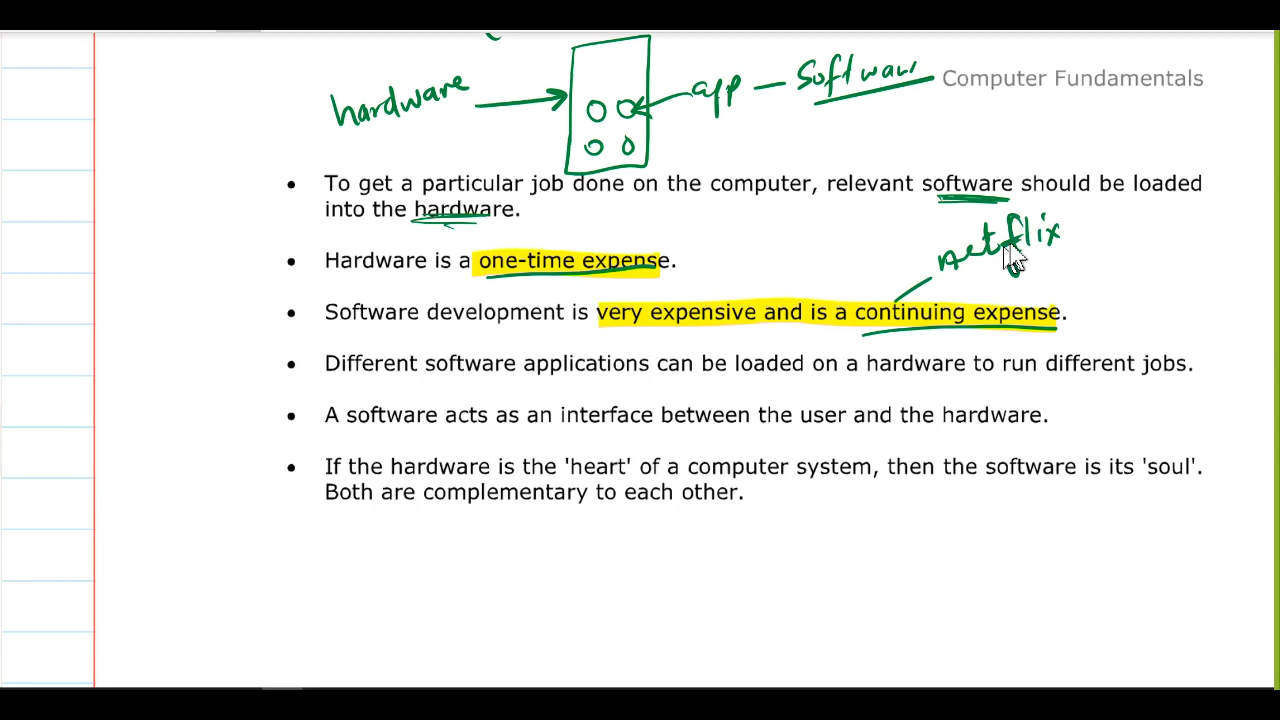 hardware
app — Software
Computer Fundamentals
• To get a particular job done on the computer, relevant software should be loaded
into the hardware.
netflix
• Hardware is a one-time expense.
• Software development is very expensive and is a continuing expense.
• Different software applications can be loaded on a hardware to run different jobs.
• A software acts as an interface between the user and the hardware.
• If the hardware is the 'heart' of a computer system, then the software is its 'soul'.
Both are complementary to each other.